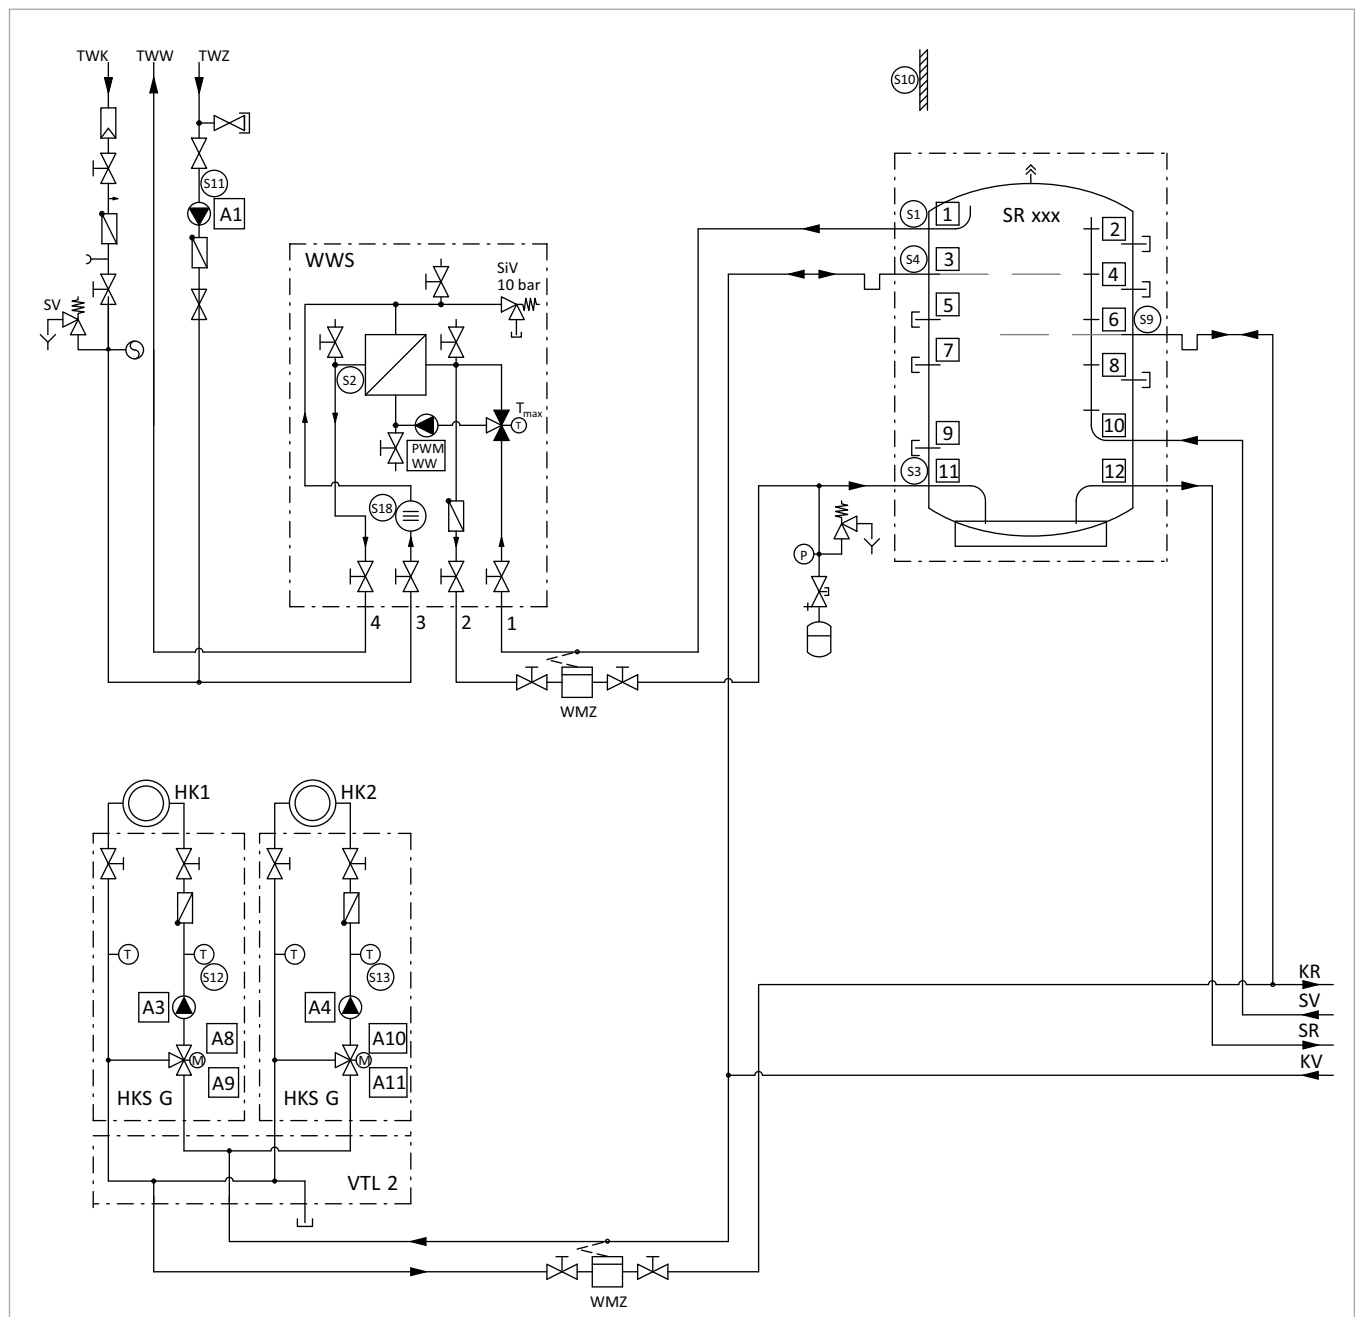 TWK TWW TWZ
S10
S11
A1
S1 1 SR xxx
2
WWS
S4 3
SiV
10 bar
4
SV
5
6 S9
7
8
S2
Tmax
T
PWM
WW
9
10
S3 11
12
S18
P
4 3 2 1
WMZ
HK1 HK2
T T T T
S12 S13
A3 A4
A8 A10
M M
A9 A11
HKS G HKS G
VTL 2
KR
SV
SR
KV
WMZ